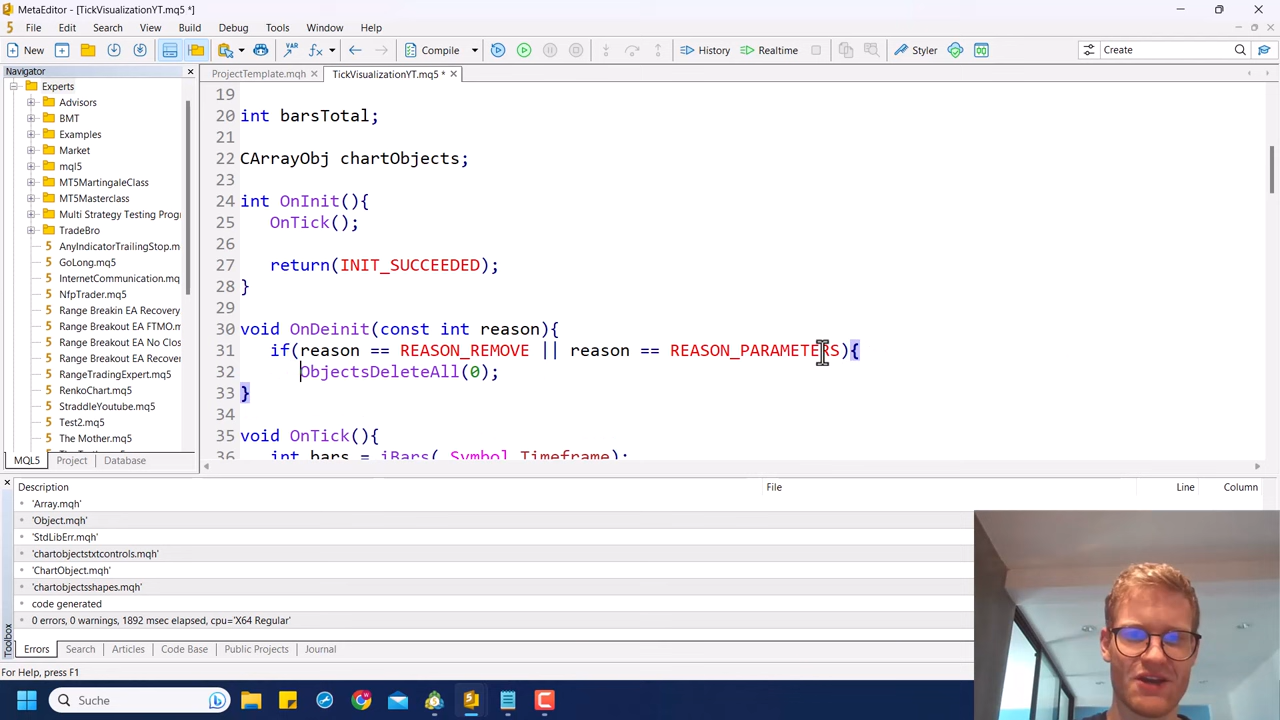 MetaEditor - [TickVisualizationYT.mq5 *]
File Edit Search View Build Debug Tools Window Help
New Compile History Realtime Styler Create
Navigator
ProjectTemplate.mqh TickVisualizationYT.mq5 *
Experts
Advisors
BMT
Examples
Market
mql5
MT5MartingaleClass
MT5Masterclass
Multi Strategy Testing Progr
TradeBro
AnyIndicatorTrailingStop.m
GoLong.mq5
InternetCommunication.mq
NfpTrader.mq5
Range Breakin EA Recovery
Range Breakout EA FTMO.m
Range Breakout EA No Clos
Range Breakout EA Recover
RangeTradingExpert.mq5
RenkoChart.mq5
StraddleYoutube.mq5
Test2.mq5
The Mother.mq5
MQL5 Project Database
19
20 int barsTotal;
21
22 CArrayObj chartObjects;
23
24 int OnInit(){
25 OnTick();
26
27 return(INIT_SUCCEEDED);
28 }
29
30 void OnDeinit(const int reason){
31 if(reason == REASON_REMOVE || reason == REASON_PARAMETERS){
32 ObjectsDeleteAll(0);
33 }
34
35 void OnTick(){
36 int bars = iBars(_Symbol,Timeframe);
Description File Line Column
'Array.mqh'
'Object.mqh'
'StdLibErr.mqh'
'chartobjectstxtcontrols.mqh'
'ChartObject.mqh'
'chartobjectsshapes.mqh'
code generated
0 errors, 0 warnings, 1892 msec elapsed, cpu='X64 Regular'
Toolbox
Errors Search Articles Code Base Public Projects Journal
For Help, press F1
Suche